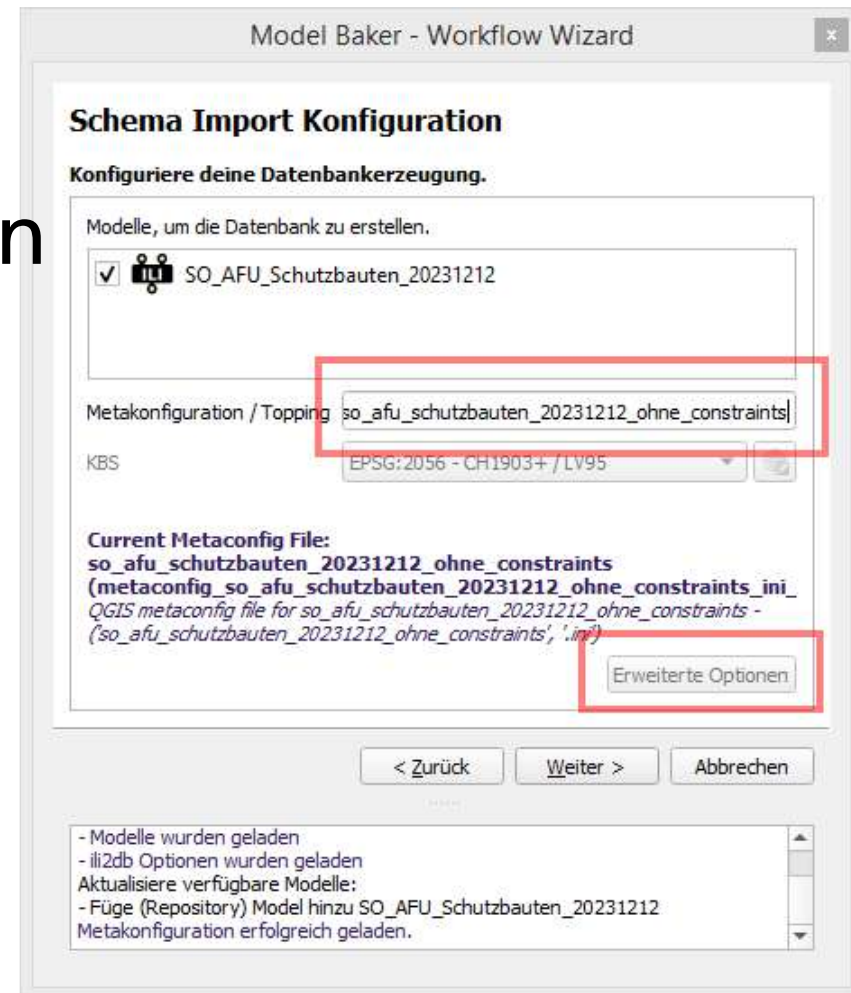 Model Baker - Workflow Wizard
x
Schema Import Konfiguration
Konfiguriere deine Datenbankerzeugung.
n
Modelle, um die Datenbank zu erstellen.
ILI SO_AFU_Schutzbauten_20231212
Metakonfiguration / Topping so_afu_schutzbauten_20231212_ohne_constraints
KBS EPSG:2056 - CH1903+ / LV95
Current Metaconfig File:
so_afu_schutzbauten_20231212_ohne_constraints
(metaconfig_so_afu_schutzbauten_20231212_ohne_constraints_ini_
QGIS metaconfig file for so_afu_schutzbauten_20231212_ohne_constraints -
('so_afu_schutzbauten_20231212_ohne_constraints', '.ini')
Erweiterte Optionen
< Zurück Weiter > Abbrechen
- Modelle wurden geladen
- ili2db Optionen wurden geladen
Aktualisiere verfügbare Modelle:
- Füge (Repository) Model hinzu SO_AFU_Schutzbauten_20231212
Metakonfiguration erfolgreich geladen.